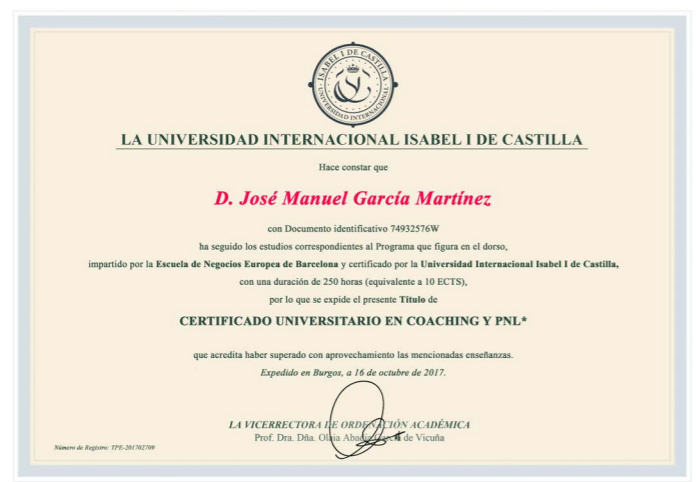 ISABEL I DE CASTILLA
UNIVERSIDAD INTERNACIONAL
LA UNIVERSIDAD INTERNACIONAL ISABEL I DE CASTILLA
Hace constar que
D. José Manuel García Martínez
con Documento identificativo 74932576W
ha seguido los estudios correspondientes al Programa que figura en el dorso,
impartido por la Escuela de Negocios Europea de Barcelona y certificado por la Universidad Internacional Isabel I de Castilla,
con una duración de 250 horas (equivalente a 10 ECTS),
por lo que se expide el presente Título de
CERTIFICADO UNIVERSITARIO EN COACHING Y PNL*
que acredita haber superado con aprovechamiento las mencionadas enseñanzas.
Expedido en Burgos, a 16 de octubre de 2017.
LA VICERRECTORA DE ORDENACIÓN ACADÉMICA
Prof. Dra. Dña. Olaia de Vicuña
Número de Registro: TPE-201702709